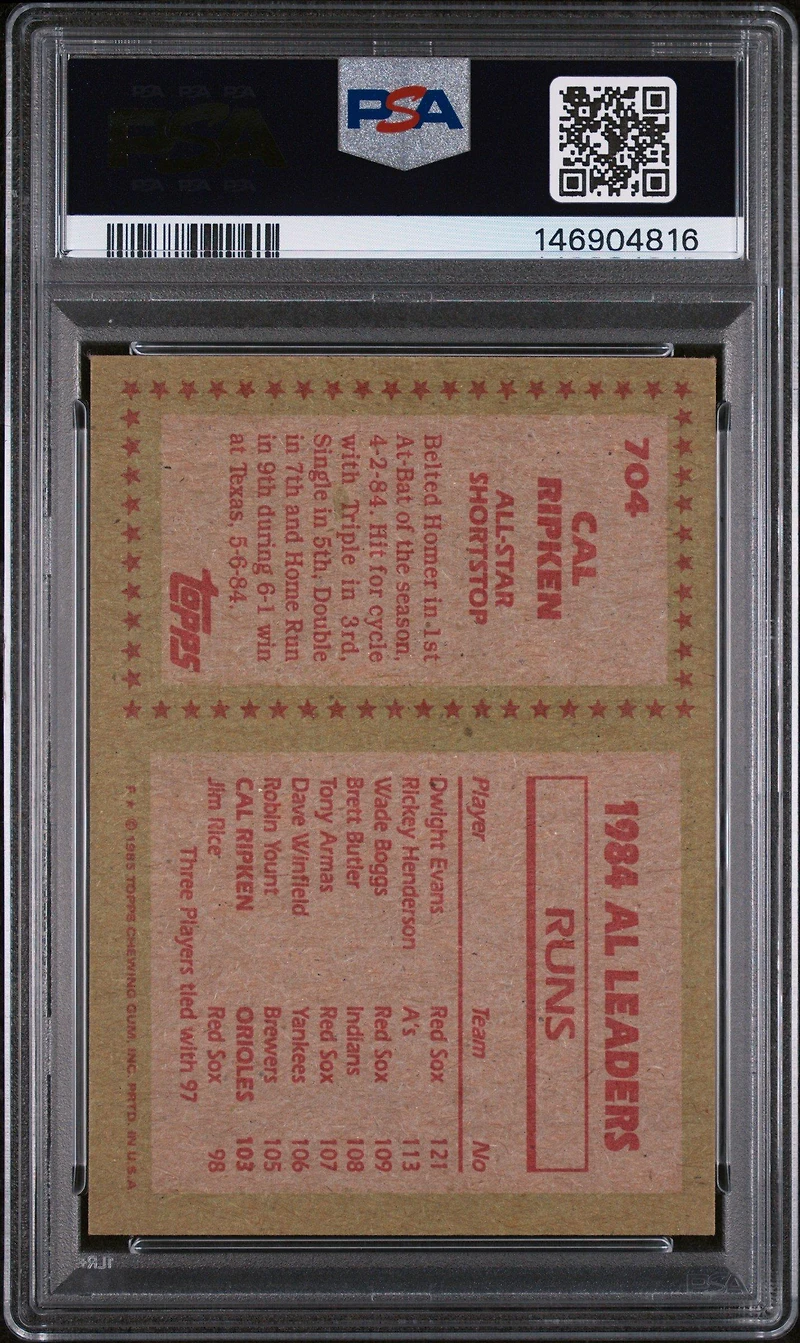 PSA
146904816
704
CAL
RIPKEN
ALL-STAR
SHORTSTOP
Belted Homer in 1st
At-Bat of the season,
4-2-84. Hit for cycle
with Triple in 3rd,
Single in 5th, Double
in 7th and Home Run
in 9th during 6-1 win
at Texas, 5-6-84.
topps
1984 AL LEADERS
RUNS
Player Team No
Dwight Evans Red Sox 121
Rickey Henderson A's 113
Wade Boggs Red Sox 109
Brett Butler Indians 108
Tony Armas Red Sox 107
Dave Winfield Yankees 106
Robin Yount Brewers 105
CAL RIPKEN ORIOLES 103
Jim Rice Red Sox 98
Three Players tied with 97
F★ © 1985 TOPPS CHEWING GUM, INC. PRTD. IN U.S.A.